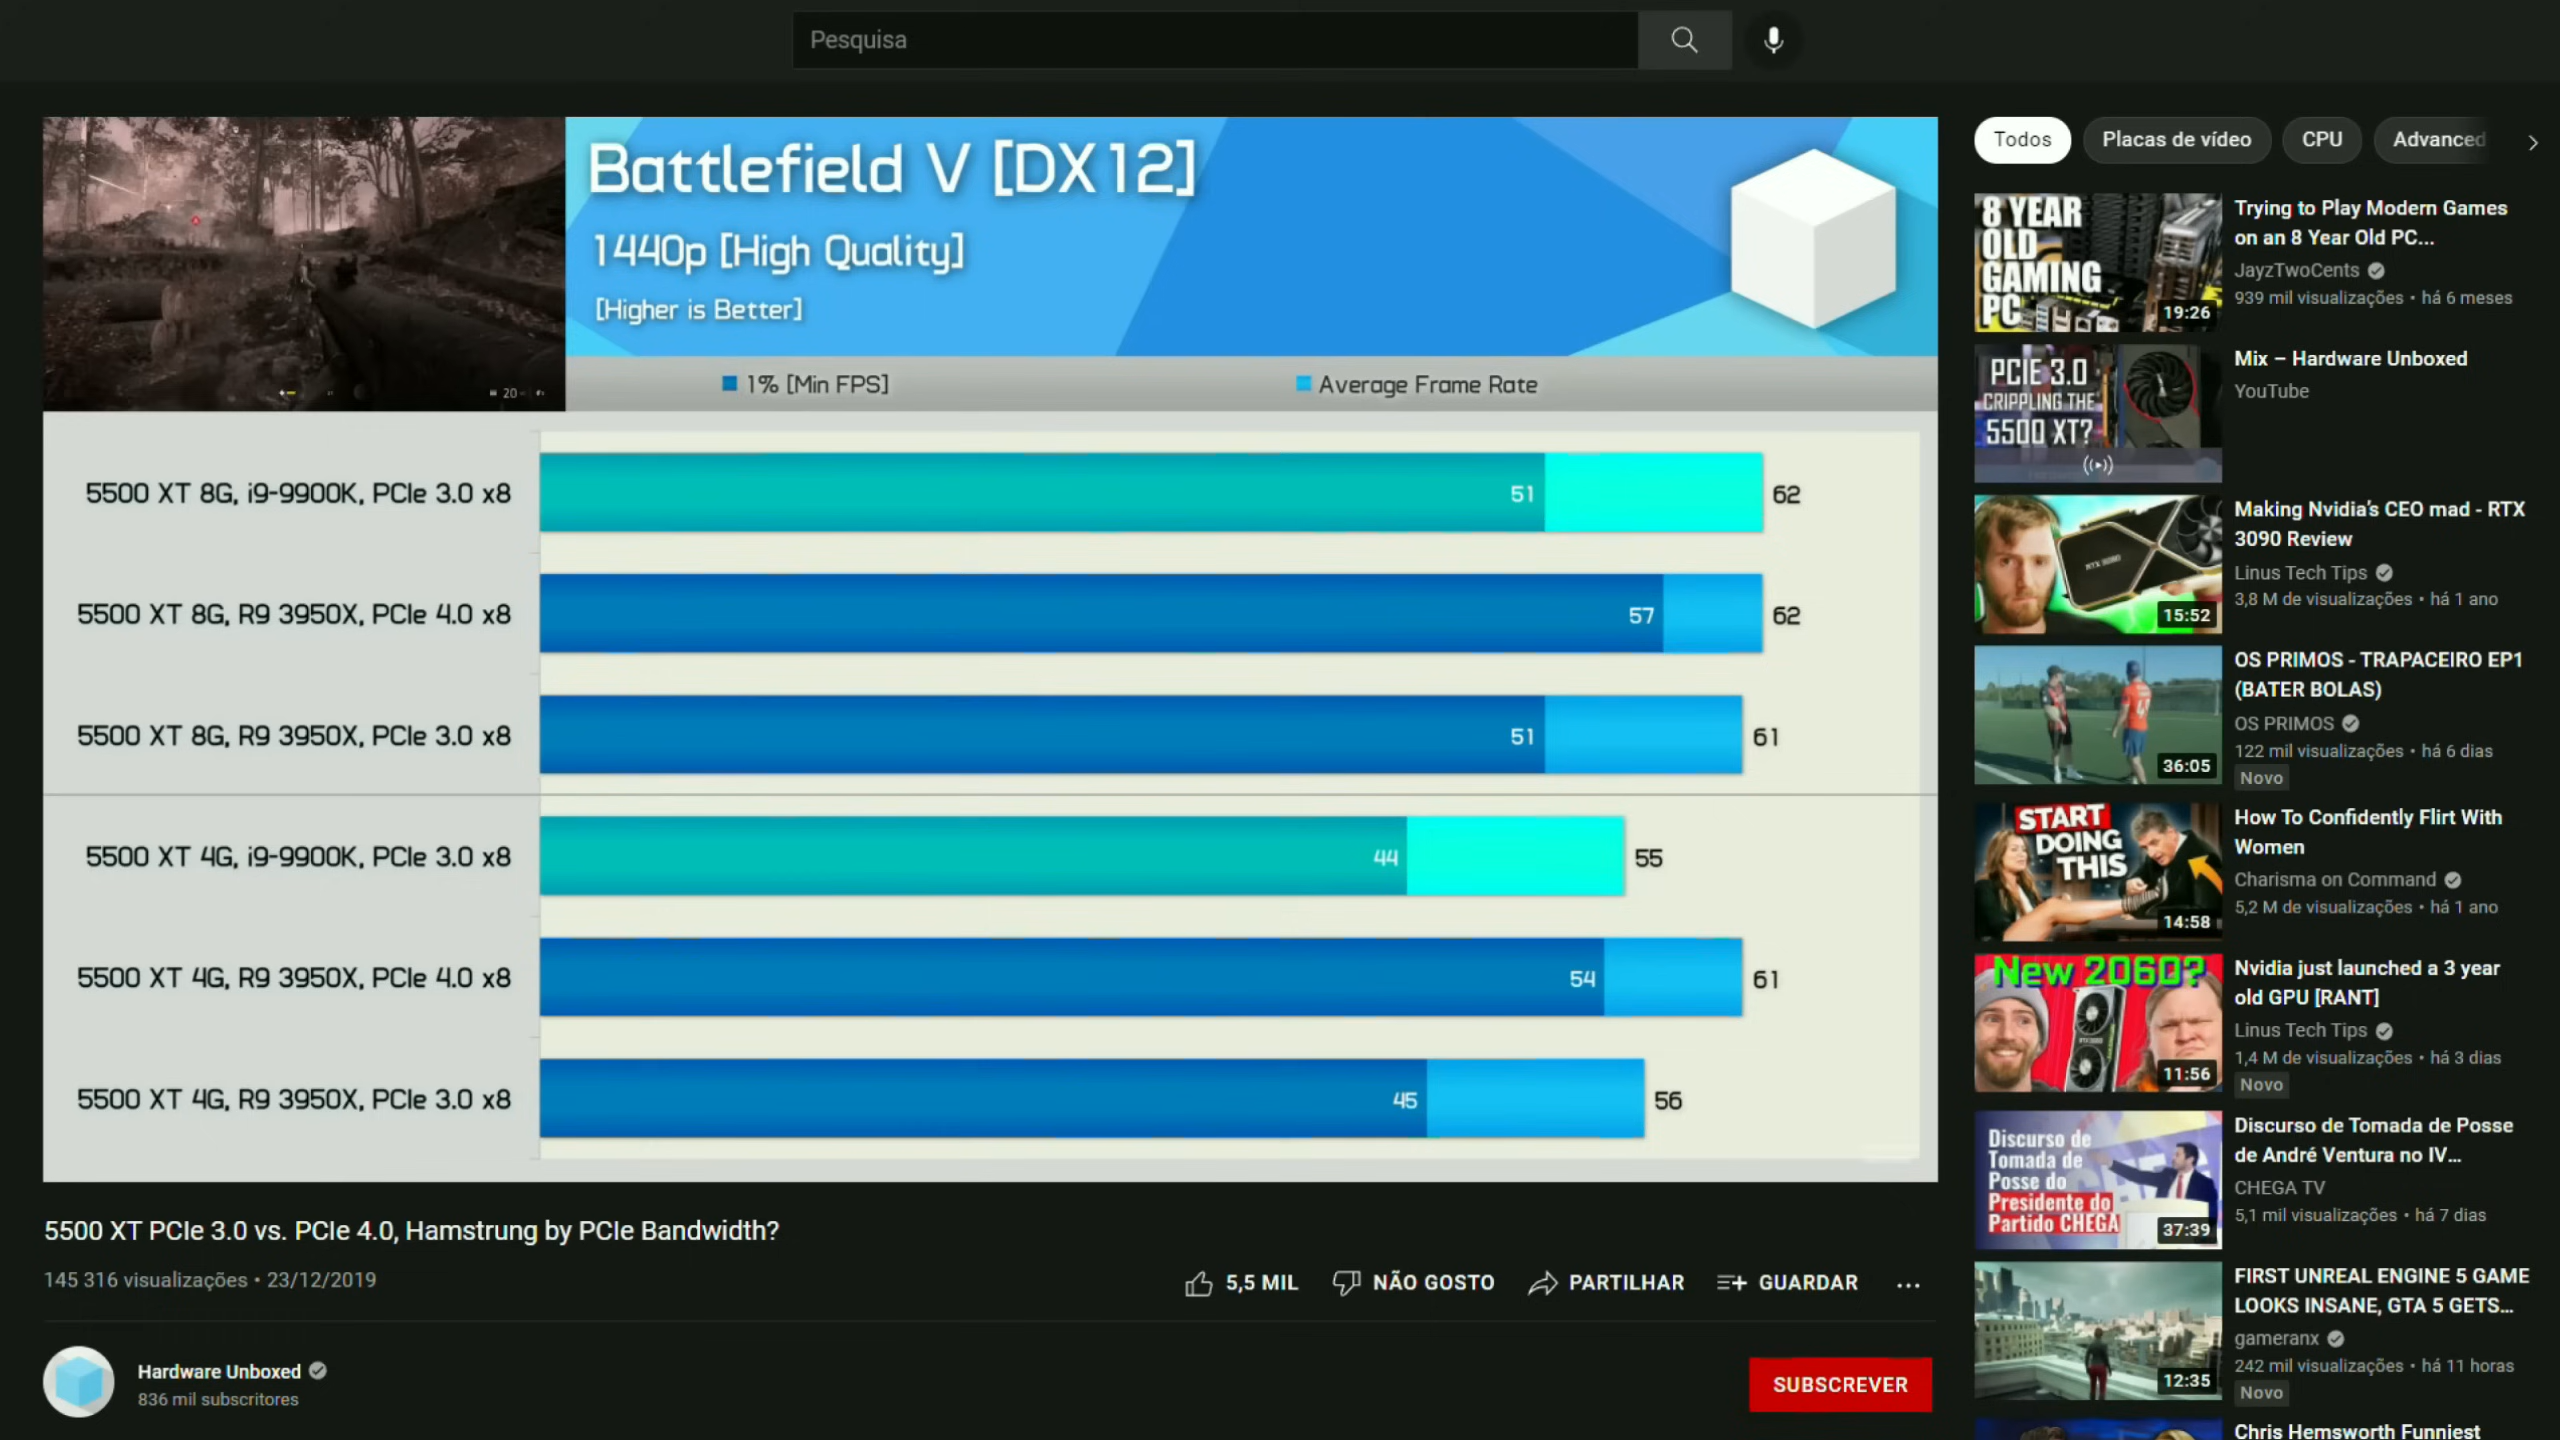 Pesquisa
Battlefield V [DX12]
1440p [High Quality]
[Higher is Better]
20
1% [Min FPS]
Average Frame Rate
5500 XT 8G, i9-9900K, PCIe 3.0 x8
51
62
5500 XT 8G, R9 3950X, PCIe 4.0 x8
57
62
5500 XT 8G, R9 3950X, PCIe 3.0 x8
51
61
5500 XT 4G, i9-9900K, PCIe 3.0 x8
44
55
5500 XT 4G, R9 3950X, PCIe 4.0 x8
54
61
5500 XT 4G, R9 3950X, PCIe 3.0 x8
45
56
5500 XT PCIe 3.0 vs. PCIe 4.0, Hamstrung by PCIe Bandwidth?
145 316 visualizações • 23/12/2019
5,5 MIL
NÃO GOSTO
PARTILHAR
GUARDAR
Hardware Unboxed
836 mil subscritores
SUBSCREVER
Todos
Placas de vídeo
CPU
Advanced
8 YEAR
OLD
GAMING
PC
19:26
Trying to Play Modern Games
on an 8 Year Old PC...
JayzTwoCents
939 mil visualizações • há 6 meses
PCIE 3.0
CRIPPLING THE
5500 XT?
Mix – Hardware Unboxed
YouTube
15:52
Making Nvidia's CEO mad - RTX
3090 Review
Linus Tech Tips
3,8 M de visualizações • há 1 ano
36:05
OS PRIMOS - TRAPACEIRO EP1
(BATER BOLAS)
OS PRIMOS
122 mil visualizações • há 6 dias
Novo
START
DOING
THIS
14:58
How To Confidently Flirt With
Women
Charisma on Command
5,2 M de visualizações • há 1 ano
New 2060?
11:56
Nvidia just launched a 3 year
old GPU [RANT]
Linus Tech Tips
1,4 M de visualizações • há 3 dias
Novo
Discurso de
Tomada de
Posse do
Presidente do
Partido CHEGA
37:39
Discurso de Tomada de Posse
de André Ventura no IV...
CHEGA TV
5,1 mil visualizações • há 7 dias
12:35
FIRST UNREAL ENGINE 5 GAME
LOOKS INSANE, GTA 5 GETS...
gameranx
242 mil visualizações • há 11 horas
Novo
Chris Hemsworth Funniest